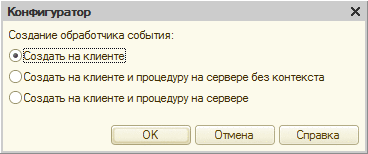 Конфигуратор
Создание обработчика события:
Создать на клиенте
Создать на клиенте и процедуру на сервере без контекста
Создать на клиенте и процедуру на сервере
ОК Отмена Справка